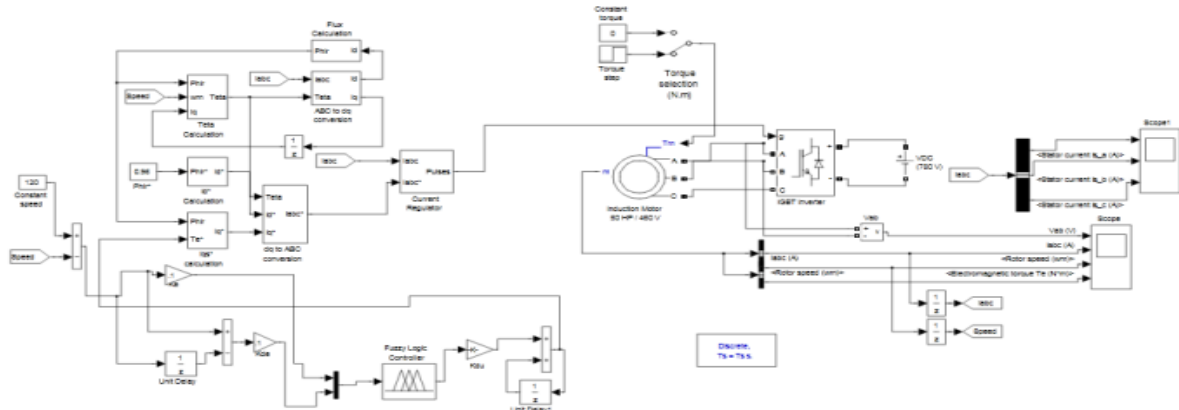 Constant
torque
0
Torque
step
Torque
selection
(N.m)
Flux
Calculation
Phir
Id
Iabc
Iabc
Teta
Id
Iq
ABC to dq
conversion
Speed
Phir
wm
Iq
Teta
Teta
Calculation
1
z
0.96
Phir*
Phir*
Id*
Id*
Calculation
Teta
Id*
Iq*
Iabc*
dq to ABC
conversion
Phir
Te*
Iq*
calculation
120
Constant
speed
Speed
Iabc
Iabc
Iabc*
Pulses
Current
Regulator
1
z
Unit Delay
Fuzzy Logic
Controller
Kdu
1
z
m
Tm
A
B
C
Induction Motor
50 HP / 460 V
g
A
B
C
+
-
IGBT Inverter
VDC
(780 V)
Iabc
Scope1
<Stator current is_a (A)>
<Stator current is_b (A)>
<Stator current is_c (A)>
Vab
+
-
v
Vab (V)
Scope
Iabc (A)
Iabc (A)
<Rotor speed (wm)>
<Rotor speed (wm)>
<Electromagnetic torque Te (N*m)>
1
z
Iabc
1
z
Speed
Discrete,
Ts = Ts s.